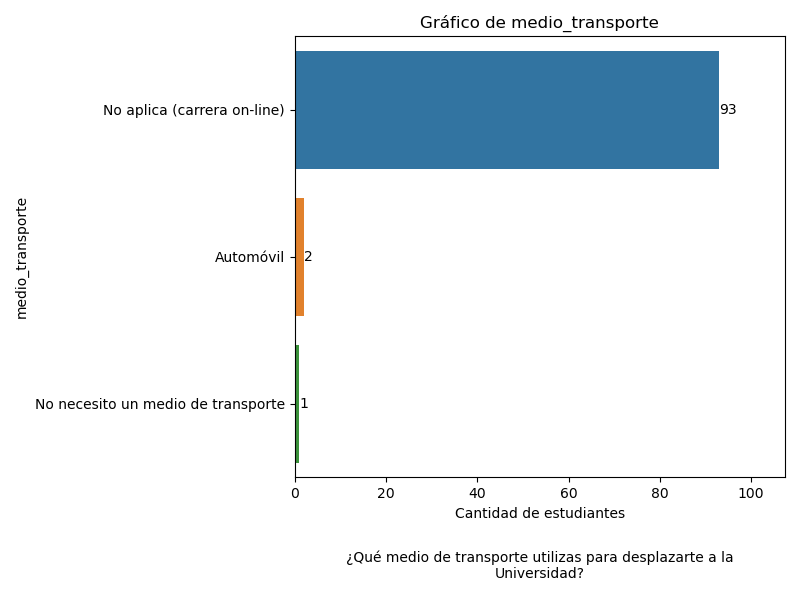 Gráfico de medio_transporte
No aplica (carrera on-line)
93
Automóvil
2
No necesito un medio de transporte
1
medio_transporte
0 20 40 60 80 100
Cantidad de estudiantes
¿Qué medio de transporte utilizas para desplazarte a la
Universidad?